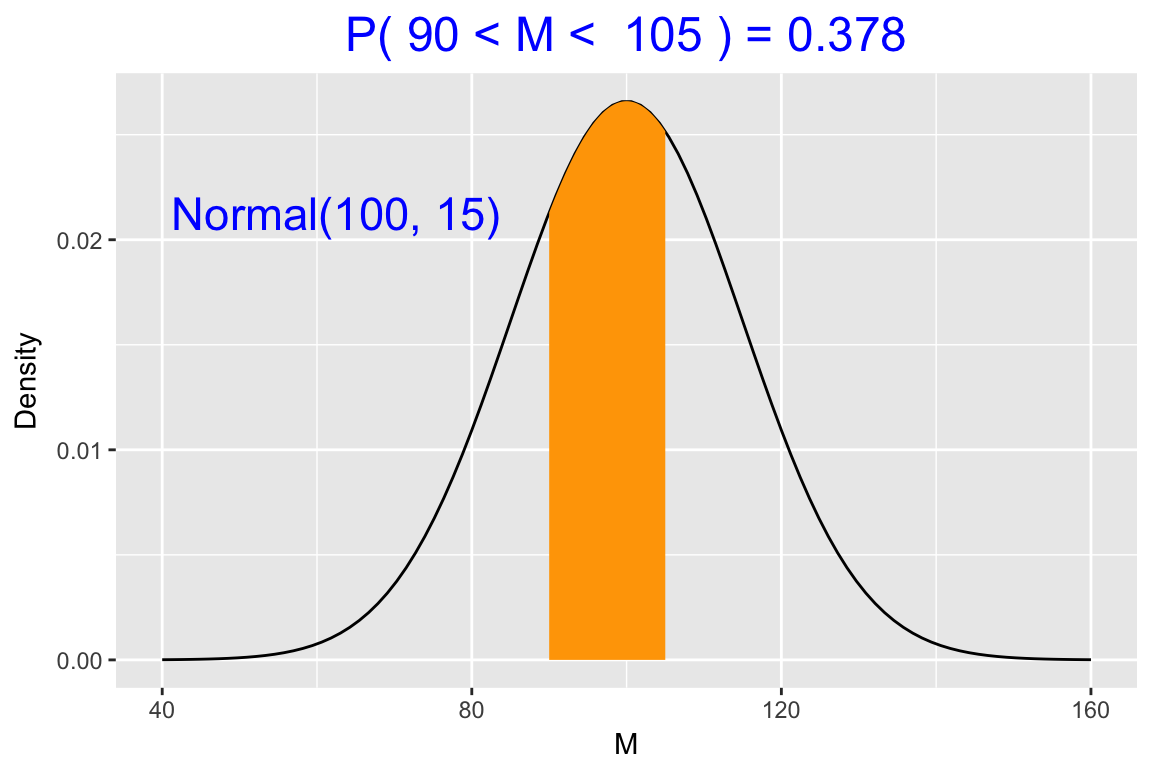 P( 90 < M <  105 ) = 0.378
Normal(100, 15)
0.02
0.01
0.00
Density
40 80 120 160
M